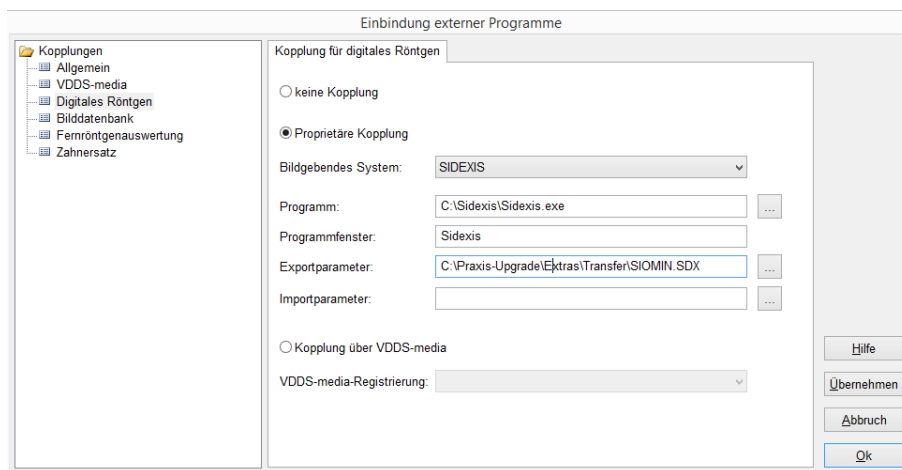 Einbindung externer Programme
Kopplungen
Allgemein
VDDS-media
Digitales Röntgen
Bilddatenbank
Fernröntgenauswertung
Zahnersatz
Kopplung für digitales Röntgen
keine Kopplung
Proprietäre Kopplung
Bildgebendes System: SIDEXIS
Programm: C:\Sidexis\Sidexis.exe ...
Programmfenster: Sidexis
Exportparameter: C:\Praxis-Upgrade\Extras\Transfer\SIOMIN.SDX ...
Importparameter: ...
Kopplung über VDDS-media
VDDS-media-Registrierung:
Hilfe
Übernehmen
Abbruch
Ok